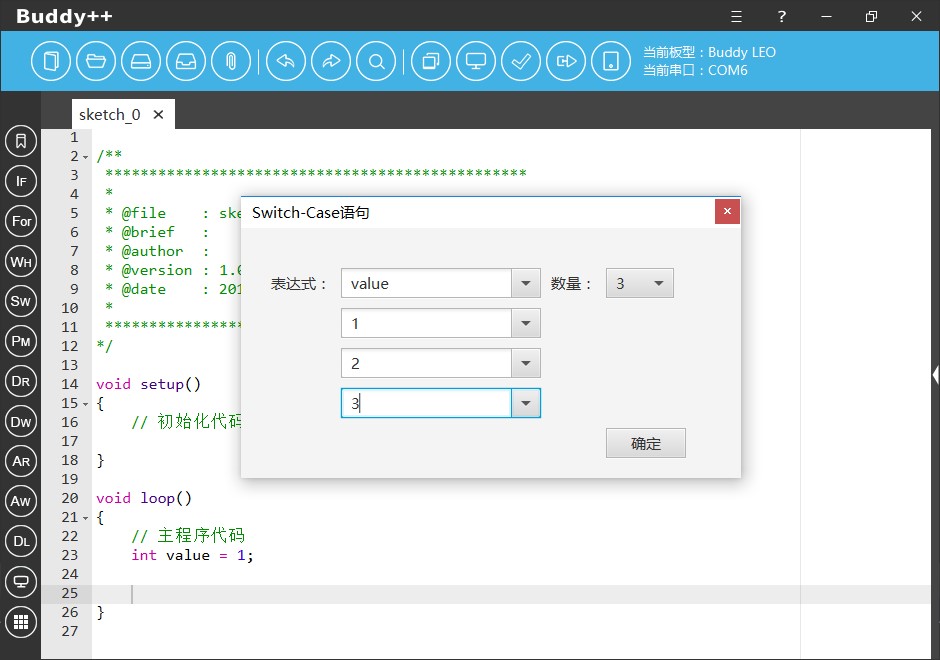 Buddy++
?
当前板型：Buddy LEO
当前串口：COM6
sketch_0
IF
For
WH
SW
PM
DR
DW
AR
AW
DL
1
2 /**
3 ************************************************
4 *
5 * @file : ske
6 * @brief :
7 * @author :
8 * @version : 1.0
9 * @date : 201
10 *
11 ****************
12 */
13
14 void setup()
15 {
16 // 初始化代码
17
18 }
19
20 void loop()
21 {
22 // 主程序代码
23 int value = 1;
24
25
26 }
27
Switch-Case语句
表达式： value 数量： 3
1
2
3
确定